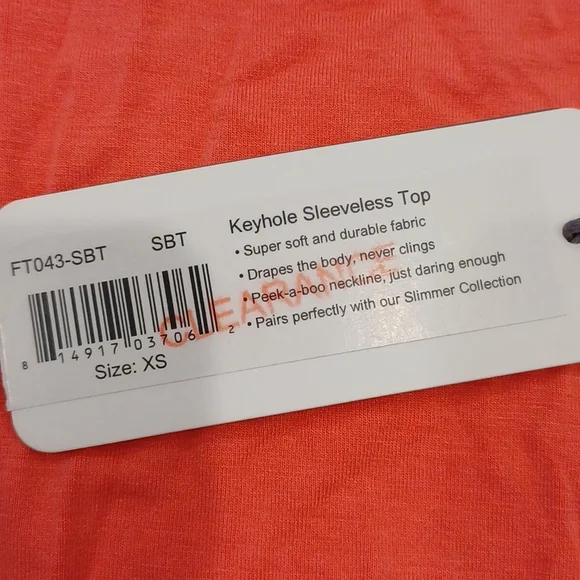 FT043-SBT SBT
8 14917 03706 2
Size: XS
Keyhole Sleeveless Top
• Super soft and durable fabric
• Drapes the body, never clings
• Peek-a-boo neckline, just daring enough
• Pairs perfectly with our Slimmer Collection
CLEARANCE